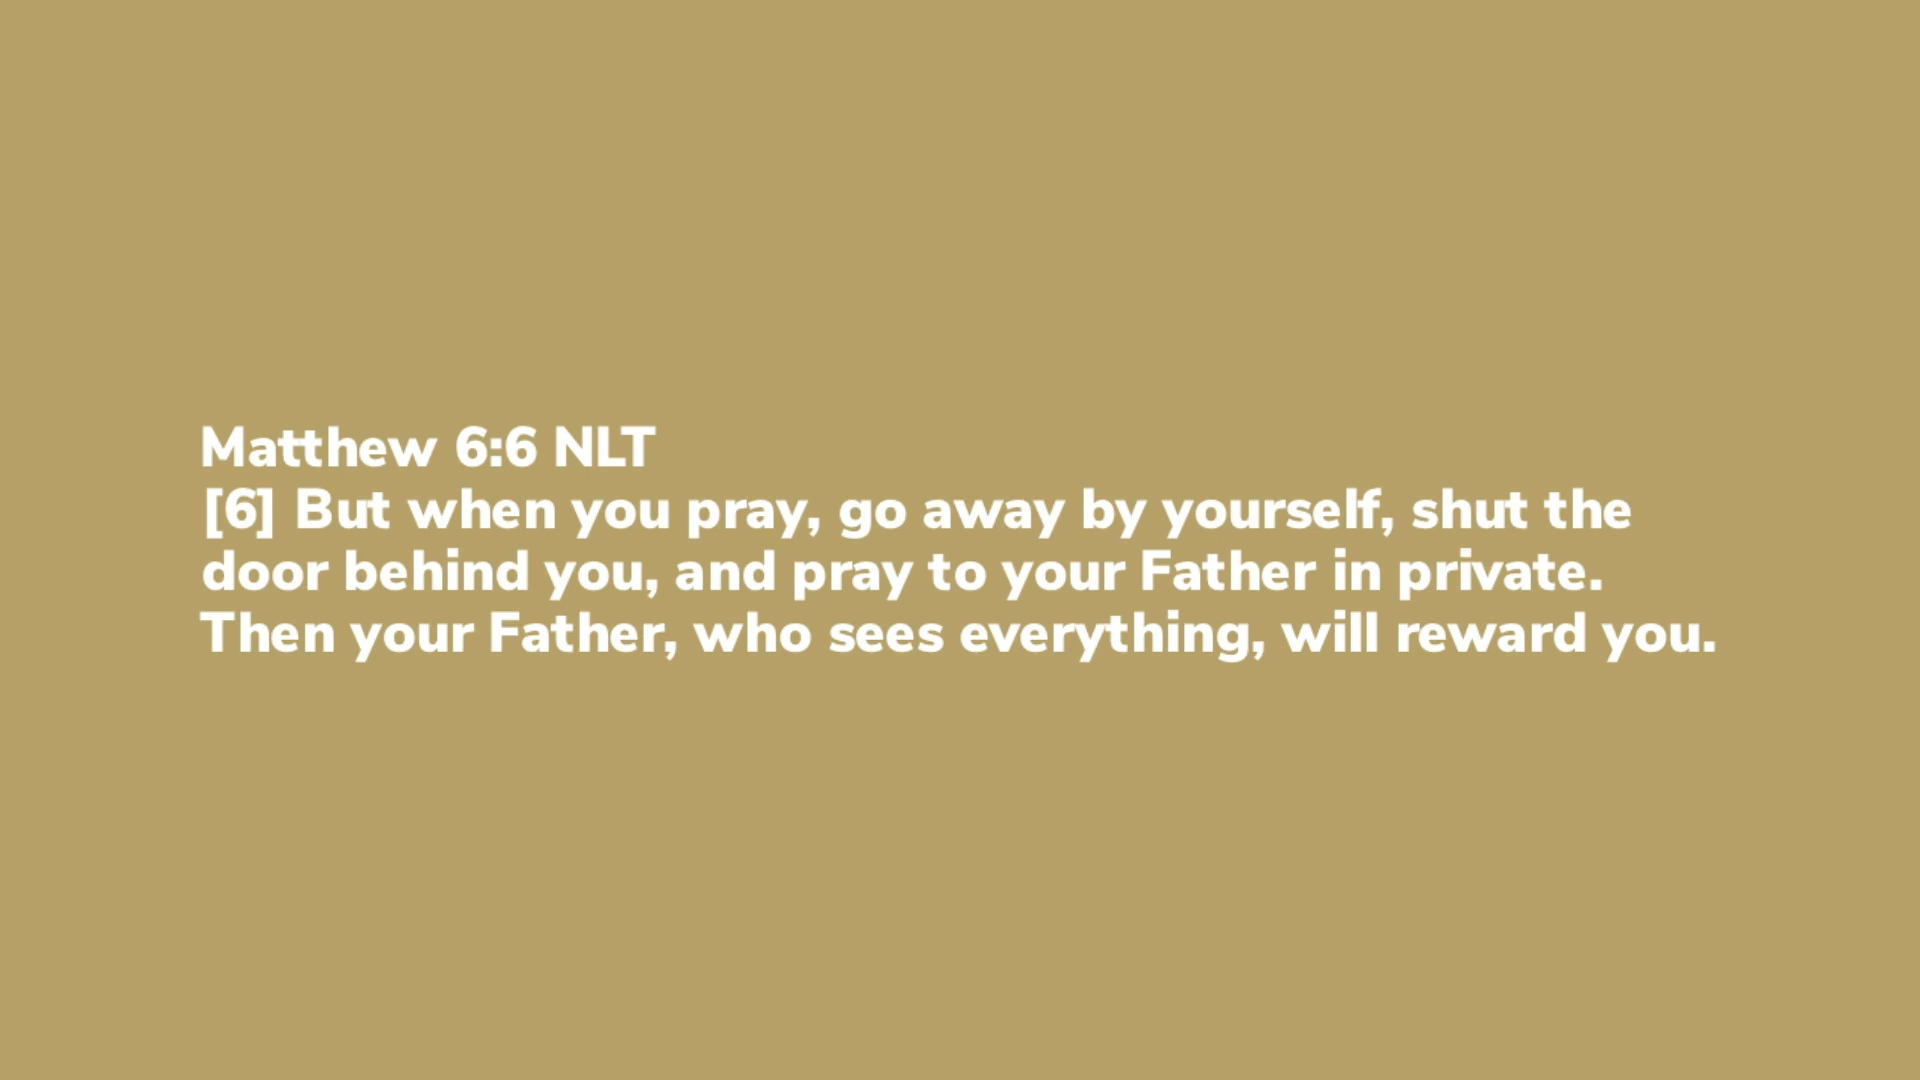 Matthew 6:6 NLT
[6] But when you pray, go away by yourself, shut the
door behind you, and pray to your Father in private.
Then your Father, who sees everything, will reward you.